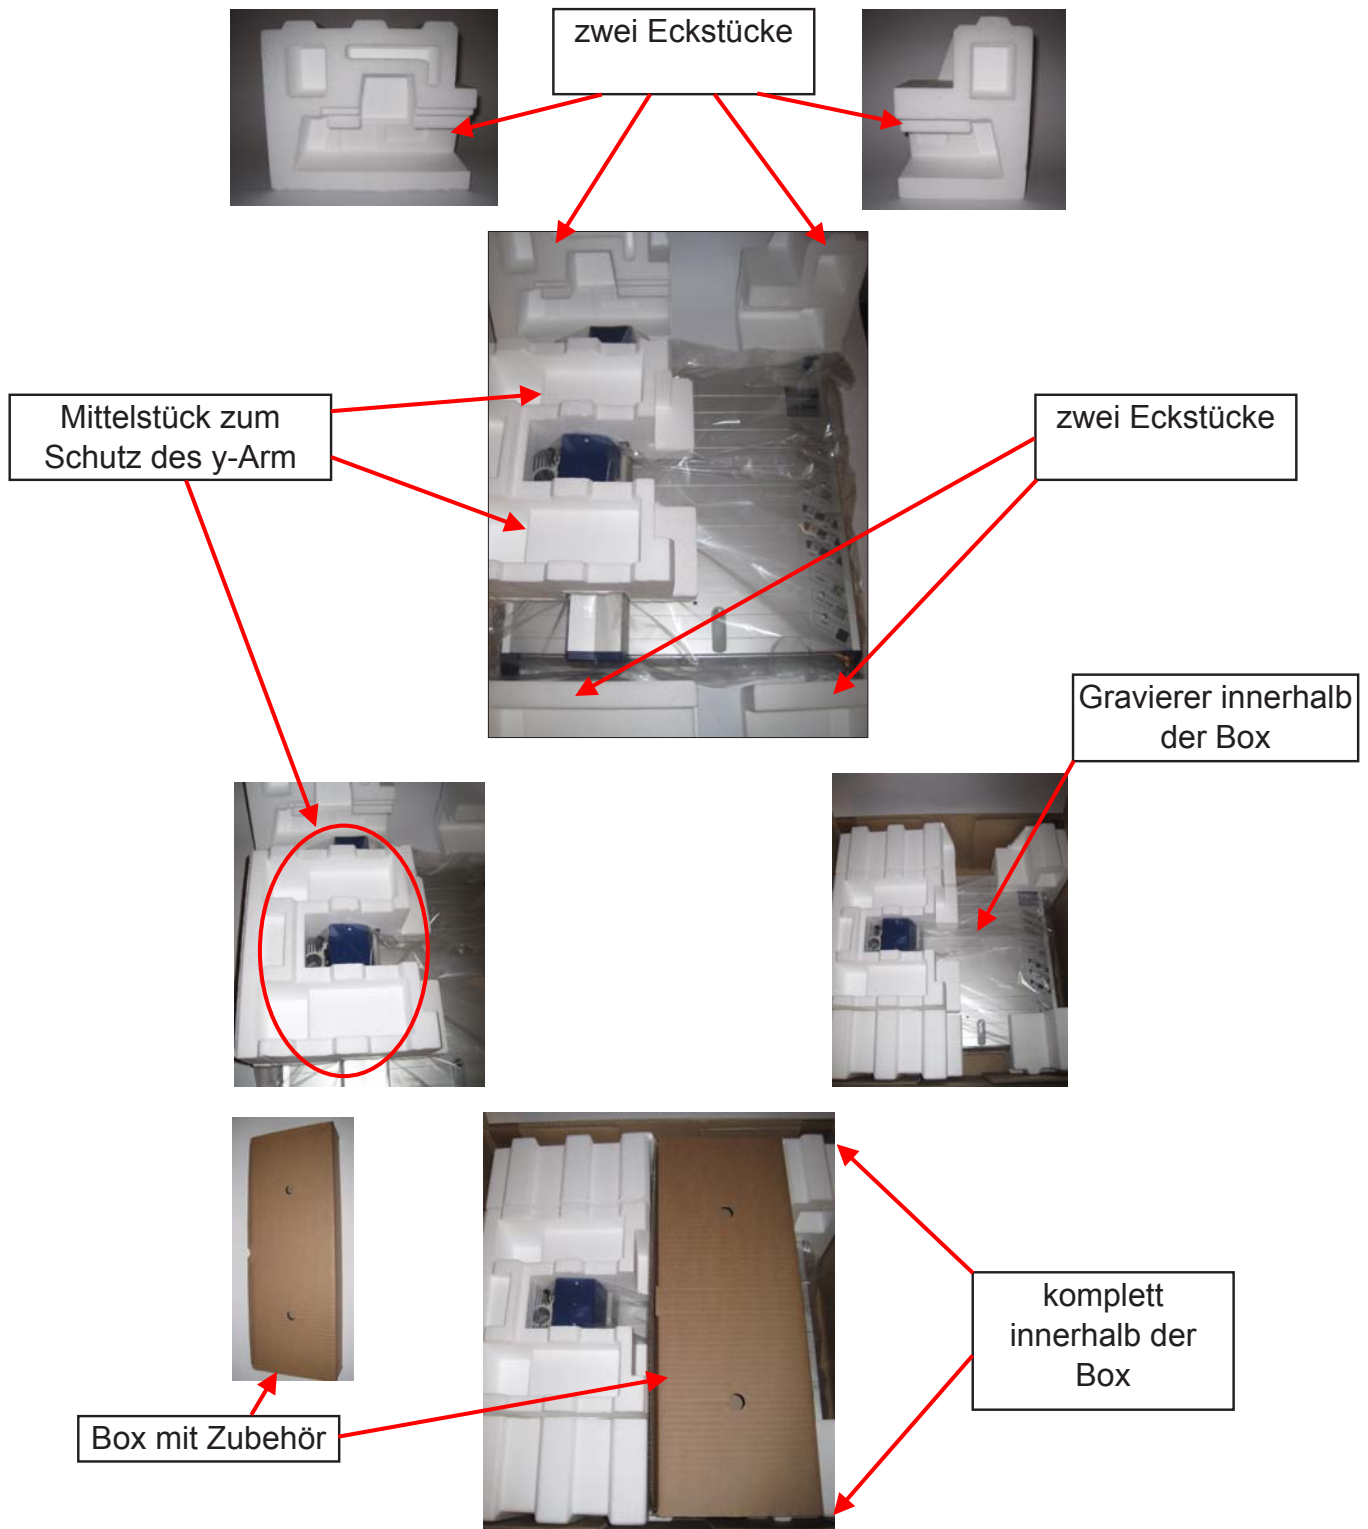 zwei Eckstücke
Mittelstück zum
Schutz des y-Arm
zwei Eckstücke
Gravierer innerhalb
der Box
komplett
innerhalb der
Box
Box mit Zubehör